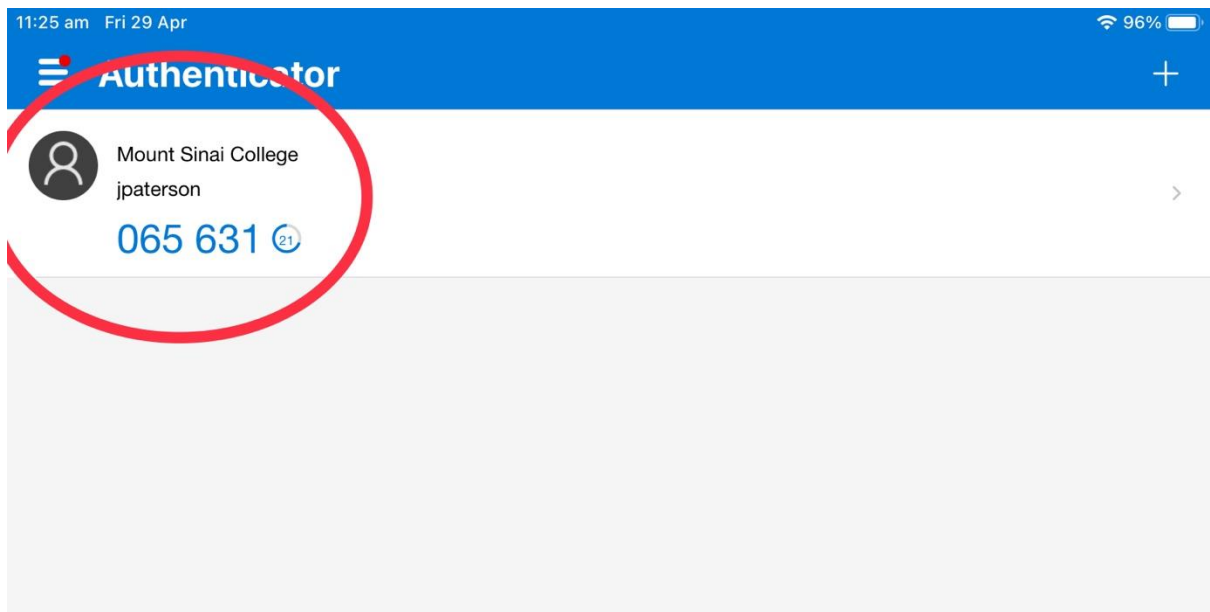 11:25 am Fri 29 Apr 96%
Authenticator
Mount Sinai College
jpaterson
065 631 21